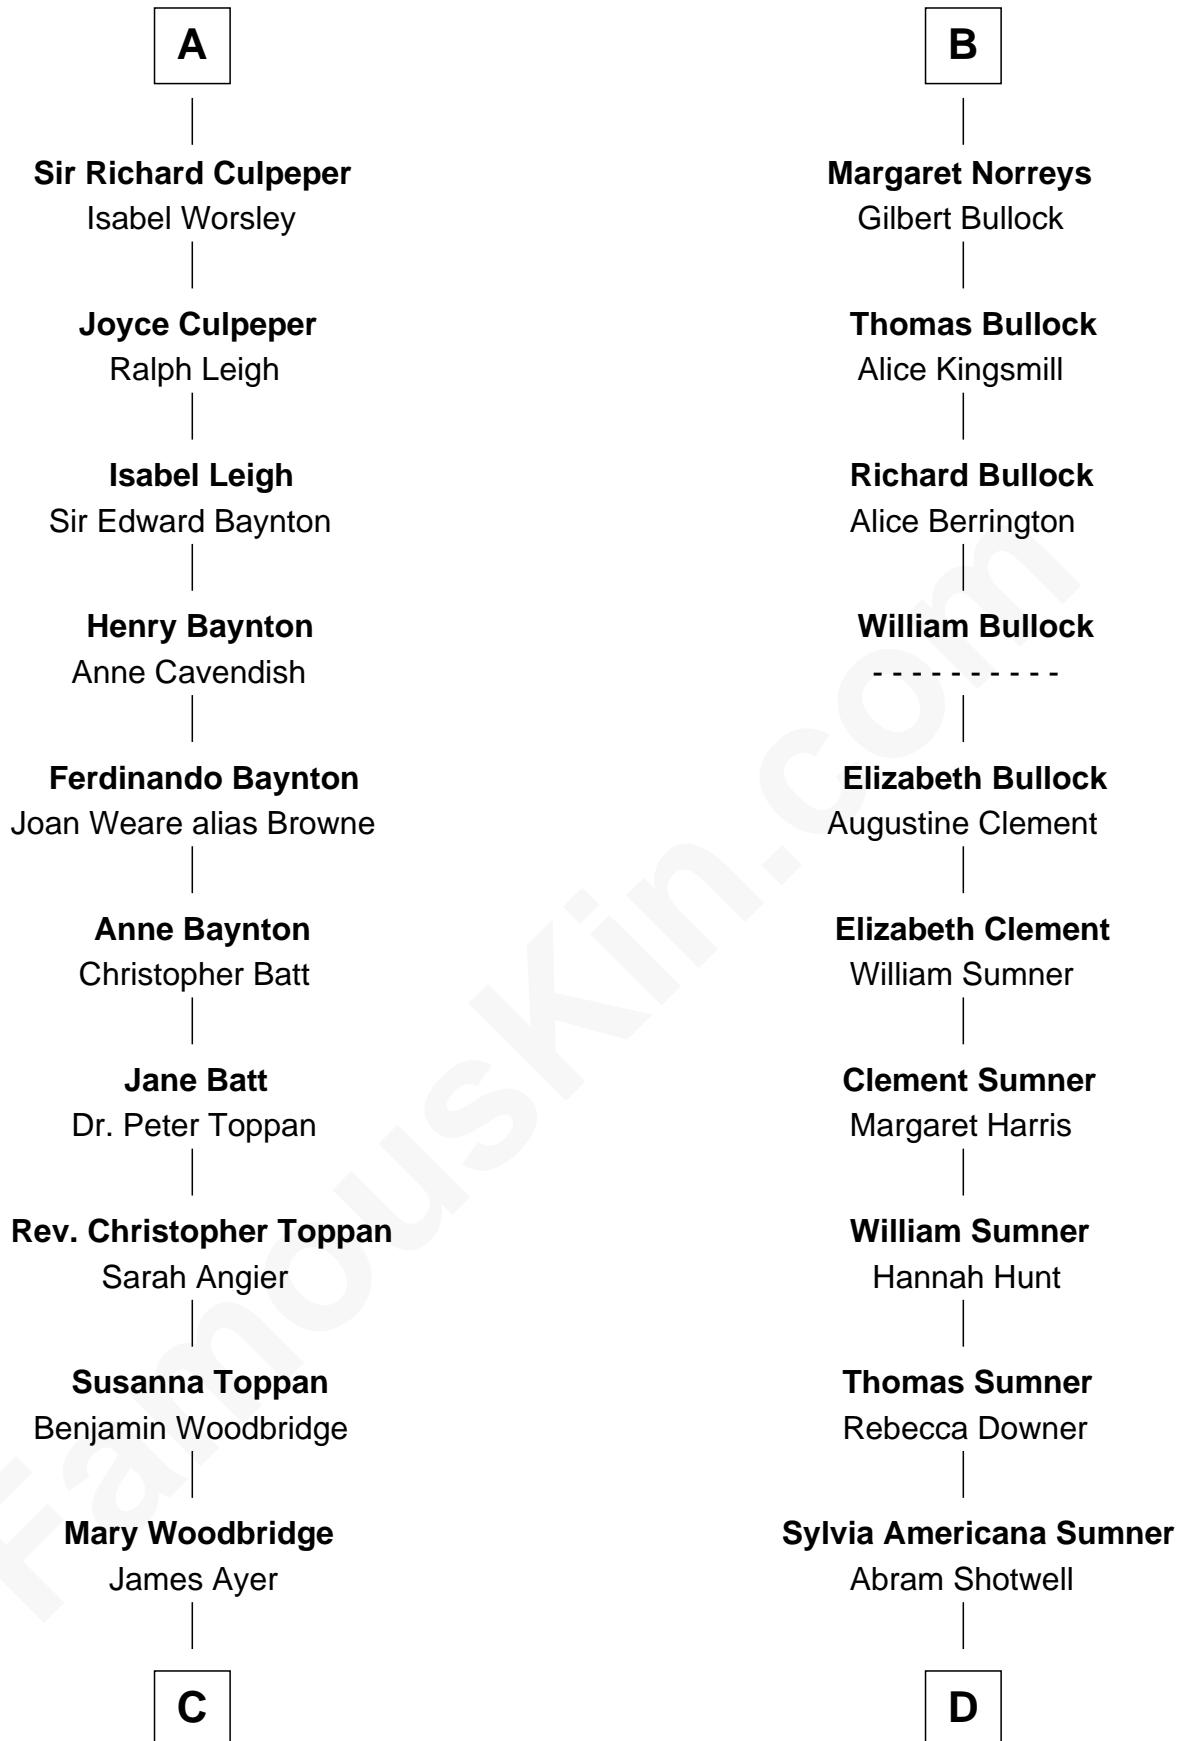 A
Sir Richard Culpeper
Isabel Worsley
Joyce Culpeper
Ralph Leigh
Isabel Leigh
Sir Edward Baynton
Henry Baynton
Anne Cavendish
Ferdinando Baynton
Joan Weare alias Browne
Anne Baynton
Christopher Batt
Jane Batt
Dr. Peter Toppan
Rev. Christopher Toppan
Sarah Angier
Susanna Toppan
Benjamin Woodbridge
Mary Woodbridge
James Ayer
C
B
Margaret Norreys
Gilbert Bullock
Thomas Bullock
Alice Kingsmill
Richard Bullock
Alice Berrington
William Bullock
- - - - - - - - - -
Elizabeth Bullock
Augustine Clement
Elizabeth Clement
William Sumner
Clement Sumner
Margaret Harris
William Sumner
Hannah Hunt
Thomas Sumner
Rebecca Downer
Sylvia Americana Sumner
Abram Shotwell
D
FamousKin.com